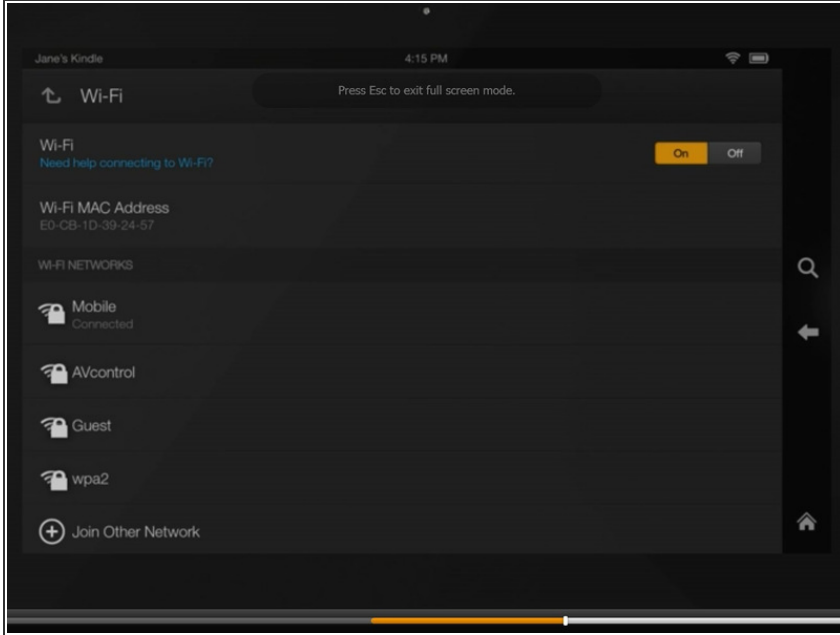 Jane's Kindle 4:15 PM
Wi-Fi
Press Esc to exit full screen mode.
Wi-Fi
Need help connecting to Wi-Fi?
On Off
Wi-Fi MAC Address
E0-CB-1D-39-24-57
WI-FI NETWORKS
Mobile
Connected
AVcontrol
Guest
wpa2
Join Other Network